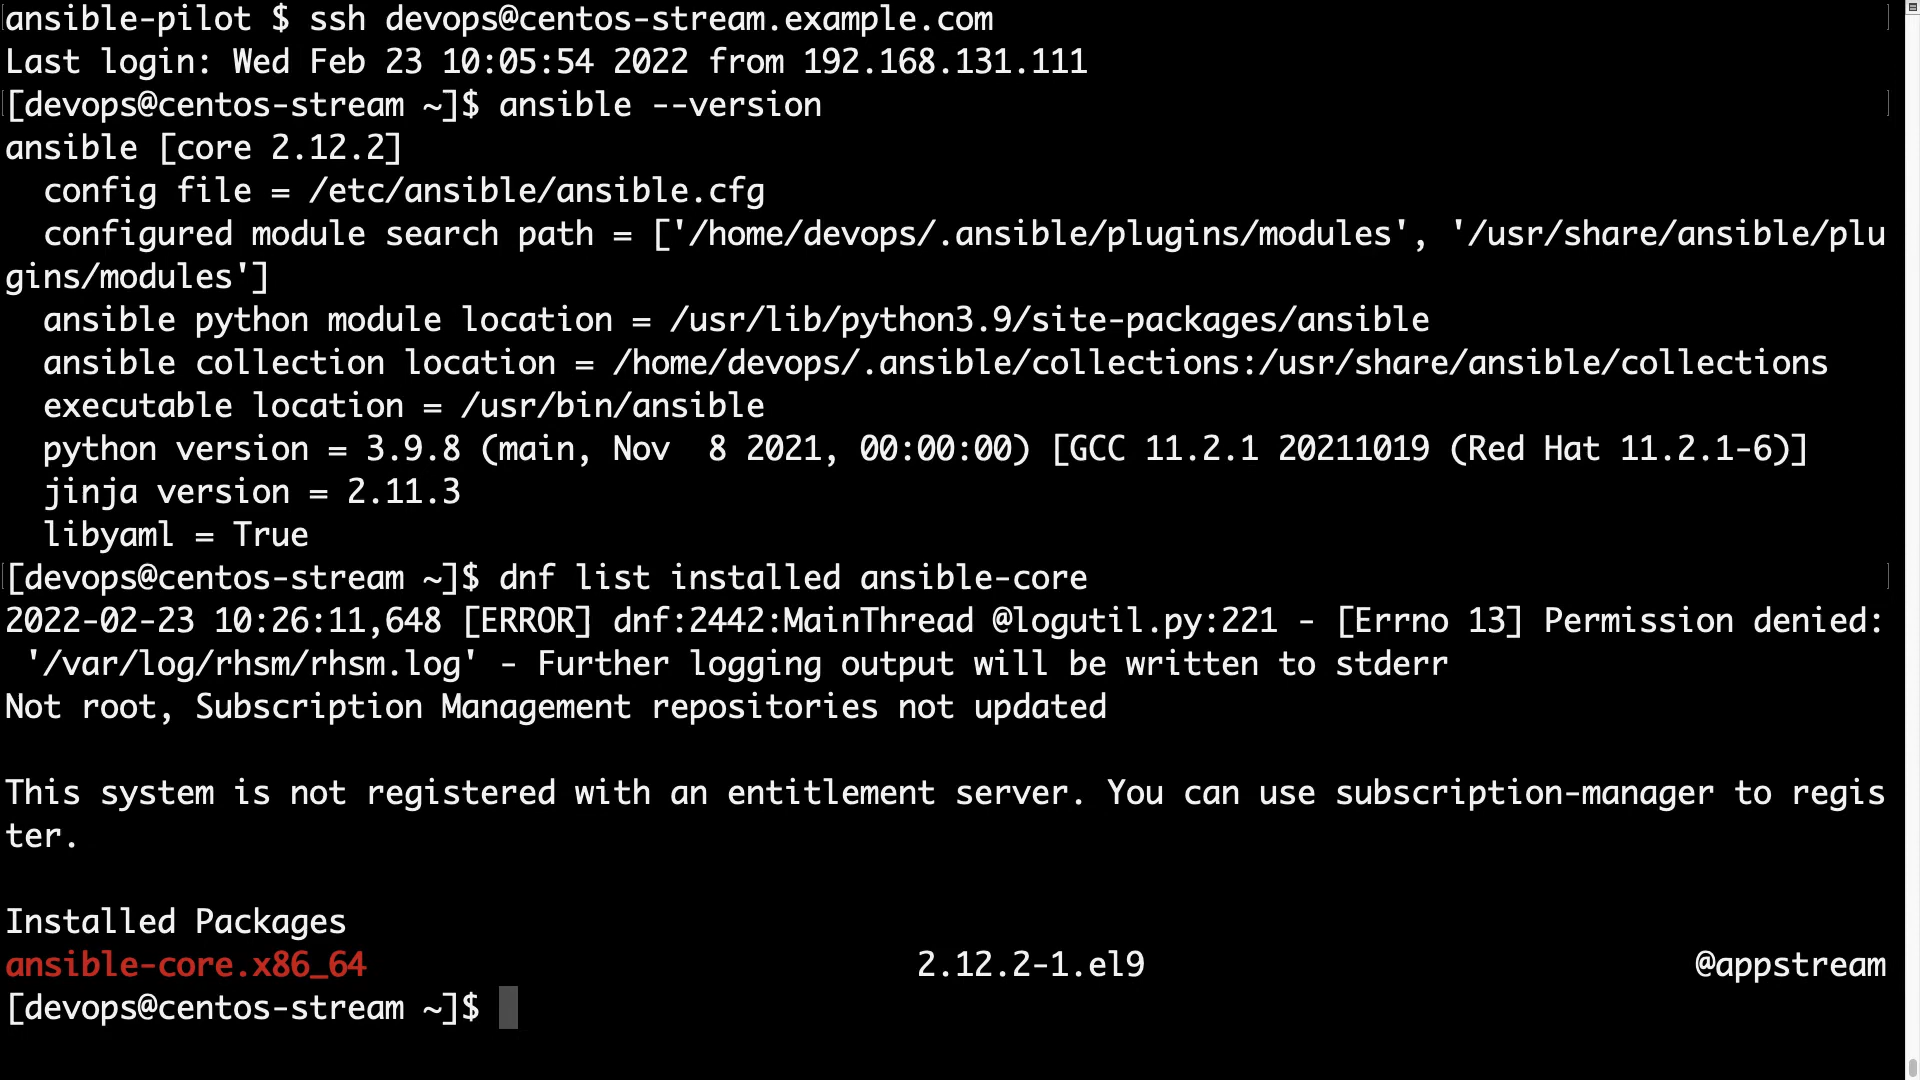 ansible-pilot $ ssh devops@centos-stream.example.com
Last login: Wed Feb 23 10:05:54 2022 from 192.168.131.111
[devops@centos-stream ~]$ ansible --version
ansible [core 2.12.2]
  config file = /etc/ansible/ansible.cfg
  configured module search path = ['/home/devops/.ansible/plugins/modules', '/usr/share/ansible/plu
gins/modules']
  ansible python module location = /usr/lib/python3.9/site-packages/ansible
  ansible collection location = /home/devops/.ansible/collections:/usr/share/ansible/collections
  executable location = /usr/bin/ansible
  python version = 3.9.8 (main, Nov  8 2021, 00:00:00) [GCC 11.2.1 20211019 (Red Hat 11.2.1-6)]
  jinja version = 2.11.3
  libyaml = True
[devops@centos-stream ~]$ dnf list installed ansible-core
2022-02-23 10:26:11,648 [ERROR] dnf:2442:MainThread @logutil.py:221 - [Errno 13] Permission denied:
 '/var/log/rhsm/rhsm.log' - Further logging output will be written to stderr
Not root, Subscription Management repositories not updated
This system is not registered with an entitlement server. You can use subscription-manager to regis
ter.
Installed Packages
ansible-core.x86_64 2.12.2-1.el9 @appstream
[devops@centos-stream ~]$